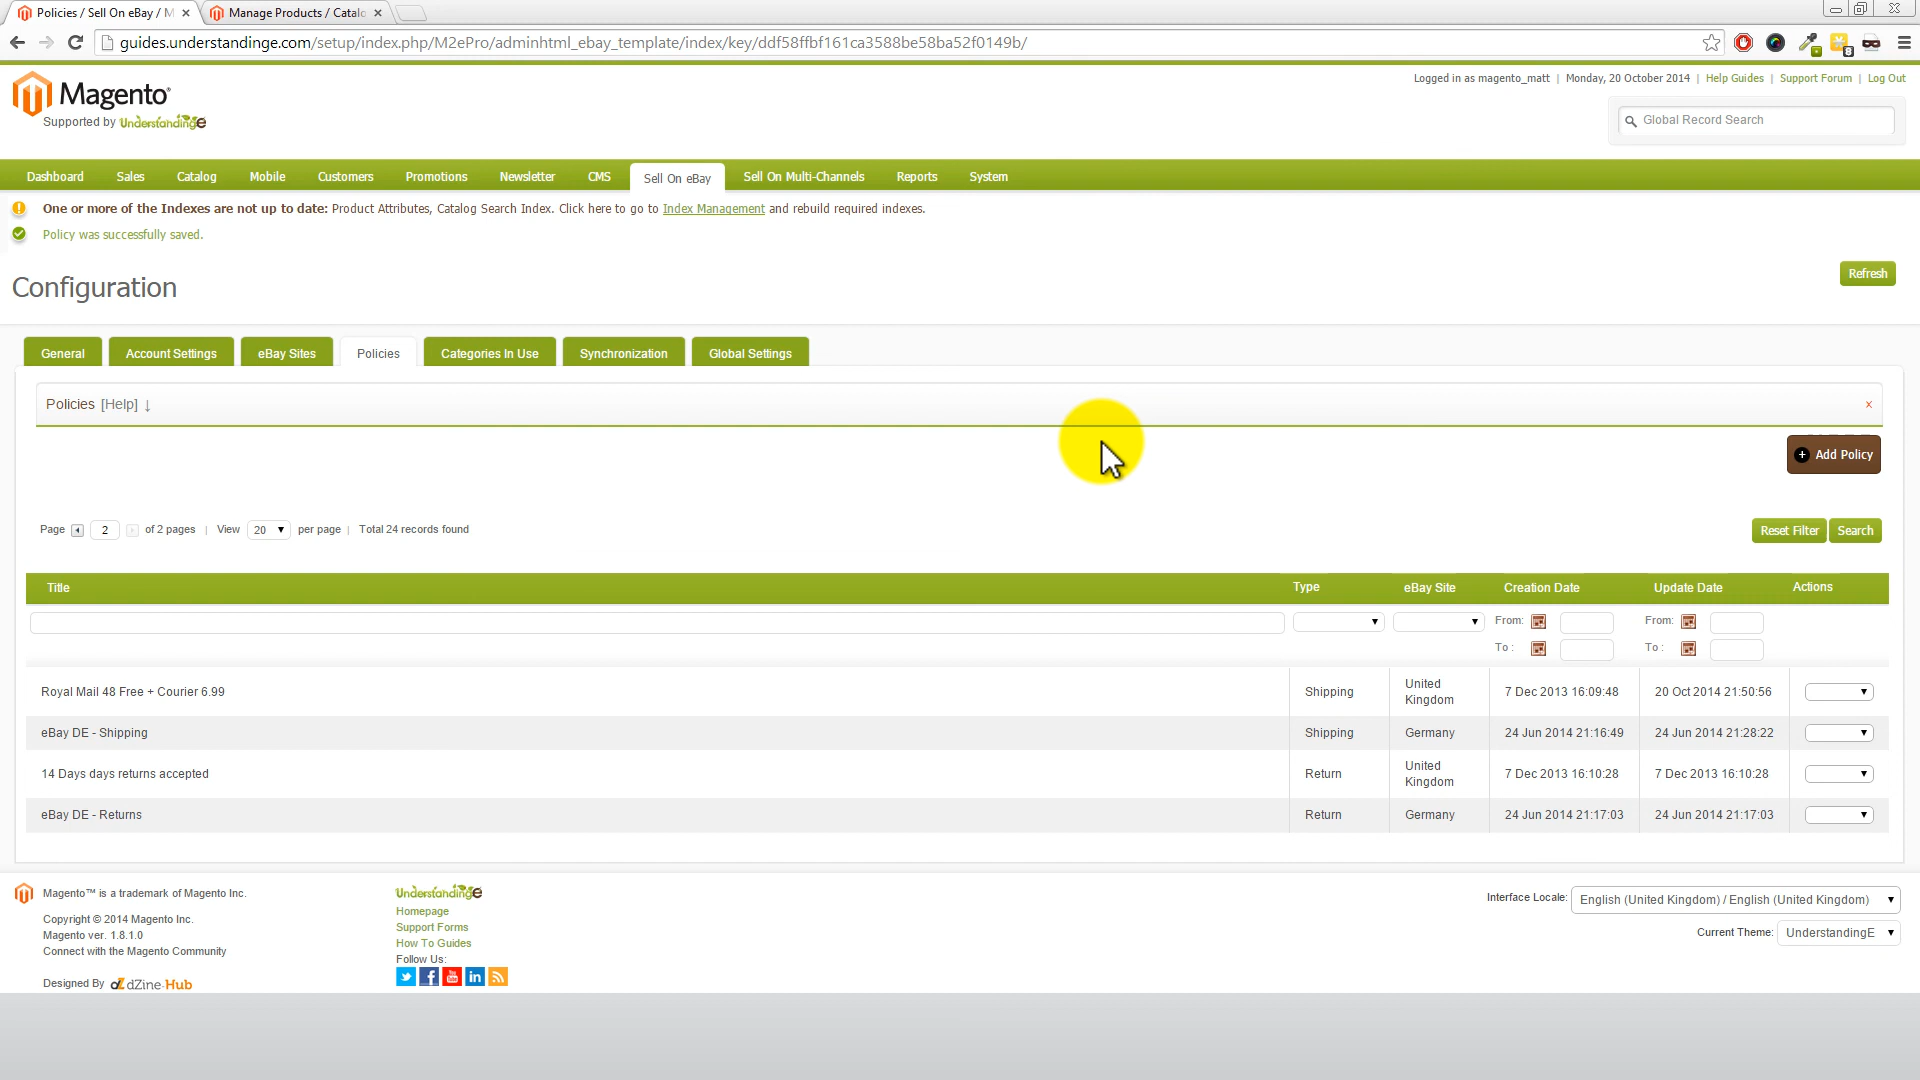 Policies / Sell On eBay / M
Manage Products / Catalo
guides.understandinge.com/setup/index.php/M2ePro/adminhtml_ebay_template/index/key/ddf58ffbf161ca3588be58ba52f0149b/
8
Logged in as magento_matt | Monday, 20 October 2014 | Help Guides | Support Forum | Log Out
Magento®
Supported by UnderstandingE
Global Record Search
Dashboard Sales Catalog Mobile Customers Promotions Newsletter CMS Sell On eBay Sell On Multi-Channels Reports System
One or more of the Indexes are not up to date: Product Attributes, Catalog Search Index. Click here to go to Index Management and rebuild required indexes.
Policy was successfully saved.
Configuration
Refresh
General Account Settings eBay Sites Policies Categories In Use Synchronization Global Settings
Policies [Help] ↓
x
Add Policy
Page 2 of 2 pages | View 20 per page | Total 24 records found
Reset Filter Search
Title Type eBay Site Creation Date Update Date Actions
From: From:
To : To :
Royal Mail 48 Free + Courier 6.99 Shipping United Kingdom 7 Dec 2013 16:09:48 20 Oct 2014 21:50:56
eBay DE - Shipping Shipping Germany 24 Jun 2014 21:16:49 24 Jun 2014 21:28:22
14 Days days returns accepted Return United Kingdom 7 Dec 2013 16:10:28 7 Dec 2013 16:10:28
eBay DE - Returns Return Germany 24 Jun 2014 21:17:03 24 Jun 2014 21:17:03
Magento™ is a trademark of Magento Inc.
Copyright © 2014 Magento Inc.
Magento ver. 1.8.1.0
Connect with the Magento Community
Designed By dZine-Hub
UnderstandingE
Homepage
Support Forms
How To Guides
Follow Us:
Interface Locale: English (United Kingdom) / English (United Kingdom)
Current Theme: UnderstandingE